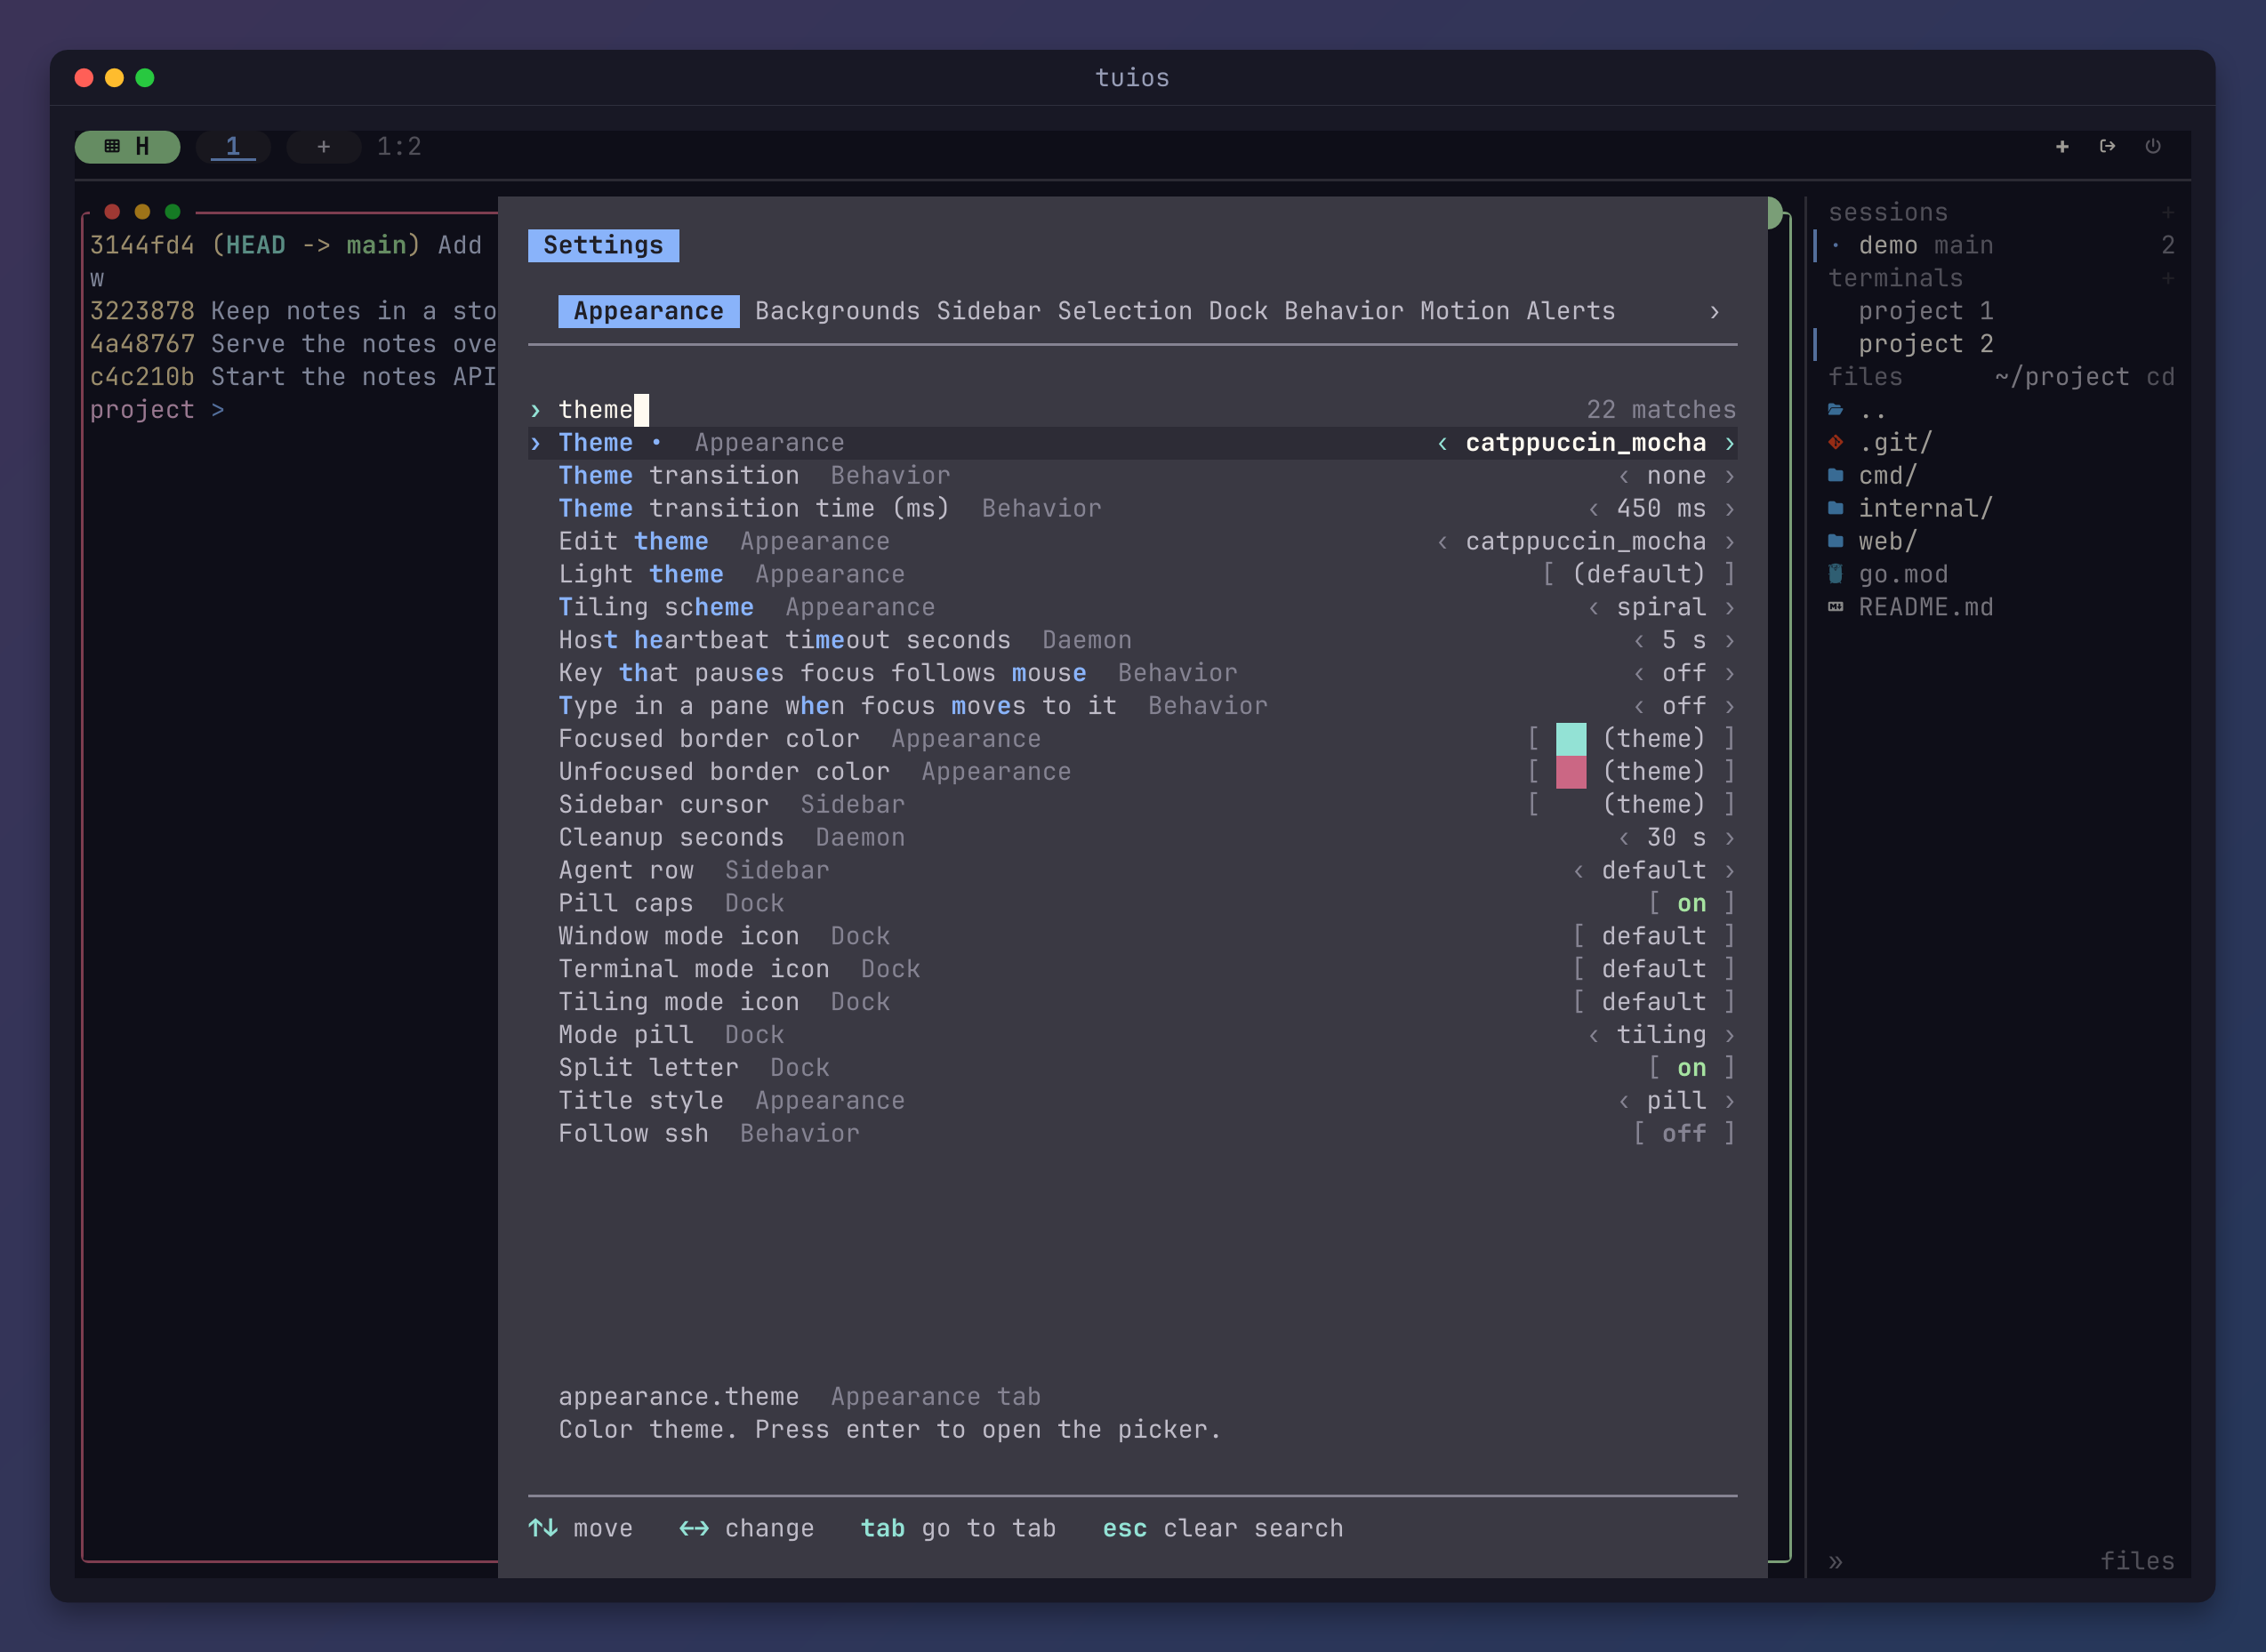 tuios
H 1 + 1:2
3144fd4 (HEAD -> main) Add
w
3223878 Keep notes in a sto
4a48767 Serve the notes ove
c4c210b Start the notes API
project >
Settings
Appearance Backgrounds Sidebar Selection Dock Behavior Motion Alerts ›
› theme 22 matches
› Theme • Appearance ‹ catppuccin_mocha ›
Theme transition Behavior ‹ none ›
Theme transition time (ms) Behavior ‹ 450 ms ›
Edit theme Appearance ‹ catppuccin_mocha ›
Light theme Appearance [ (default) ]
Tiling scheme Appearance ‹ spiral ›
Host heartbeat timeout seconds Daemon ‹ 5 s ›
Key that pauses focus follows mouse Behavior ‹ off ›
Type in a pane when focus moves to it Behavior ‹ off ›
Focused border color Appearance [ (theme) ]
Unfocused border color Appearance [ (theme) ]
Sidebar cursor Sidebar [ (theme) ]
Cleanup seconds Daemon ‹ 30 s ›
Agent row Sidebar ‹ default ›
Pill caps Dock [ on ]
Window mode icon Dock [ default ]
Terminal mode icon Dock [ default ]
Tiling mode icon Dock [ default ]
Mode pill Dock ‹ tiling ›
Split letter Dock [ on ]
Title style Appearance ‹ pill ›
Follow ssh Behavior [ off ]
appearance.theme Appearance tab
Color theme. Press enter to open the picker.
↑↓ move ←→ change tab go to tab esc clear search
sessions +
· demo main 2
terminals +
project 1
project 2
files ~/project cd
..
.git/
cmd/
internal/
web/
go.mod
README.md
» files